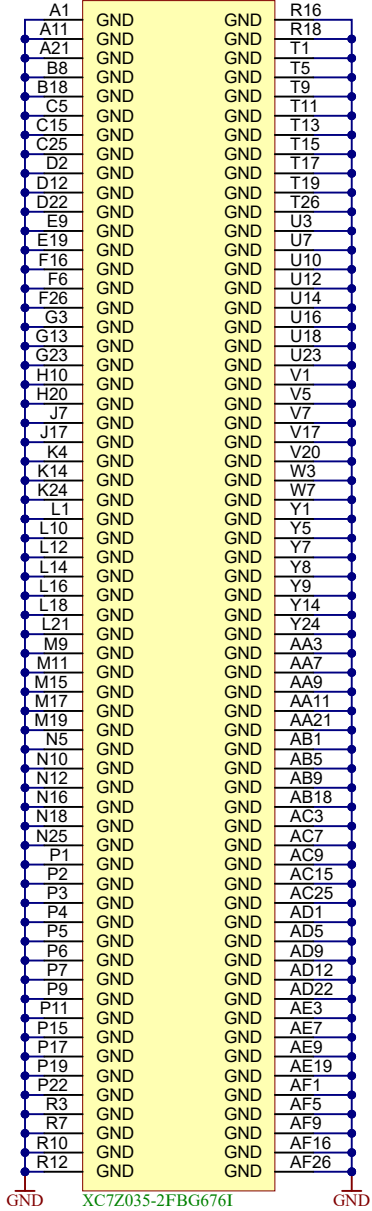 A1 GND GND R16
A11 GND GND R18
A21 GND GND T1
B8 GND GND T5
B18 GND GND T9
C5 GND GND T11
C15 GND GND T13
C25 GND GND T15
D2 GND GND T17
D12 GND GND T19
D22 GND GND T26
E9 GND GND U3
E19 GND GND U7
F16 GND GND U10
F6 GND GND U12
F26 GND GND U14
G3 GND GND U16
G13 GND GND U18
G23 GND GND U23
H10 GND GND V1
H20 GND GND V5
J7 GND GND V7
J17 GND GND V17
K4 GND GND V20
K14 GND GND W3
K24 GND GND W7
L1 GND GND Y1
L10 GND GND Y5
L12 GND GND Y7
L14 GND GND Y8
L16 GND GND Y9
L18 GND GND Y14
L21 GND GND Y24
M9 GND GND AA3
M11 GND GND AA7
M15 GND GND AA9
M17 GND GND AA11
M19 GND GND AA21
N5 GND GND AB1
N10 GND GND AB5
N12 GND GND AB9
N16 GND GND AB18
N18 GND GND AC3
N25 GND GND AC7
P1 GND GND AC9
P2 GND GND AC15
P3 GND GND AC25
P4 GND GND AD1
P5 GND GND AD5
P6 GND GND AD9
P7 GND GND AD12
P9 GND GND AD22
P11 GND GND AE3
P15 GND GND AE7
P17 GND GND AE9
P19 GND GND AE19
P22 GND GND AF1
R3 GND GND AF5
R7 GND GND AF9
R10 GND GND AF16
R12 GND GND AF26
GND XC7Z035-2FBG676I GND